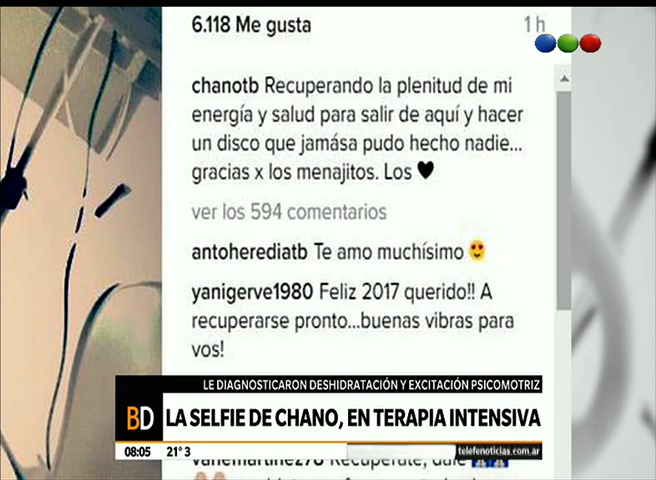 6.118 Me gusta
1 h
chanotb Recuperando la plenitud de mi
energía y salud para salir de aquí y hacer
un disco que jamása pudo hecho nadie...
gracias x los menajitos. Los 🖤
ver los 594 comentarios
antoherediatb Te amo muchísimo 😍
yanigerve1980 Feliz 2017 querido!! A
recuperarse pronto...buenas vibras para
vos!
LE DIAGNOSTICARON DESHIDRATACIÓN Y EXCITACIÓN PSICOMOTRIZ
BD
LA SELFIE DE CHANO, EN TERAPIA INTENSIVA
08:05
21° 3
telefenoticias.com.ar
Recuperate, dale